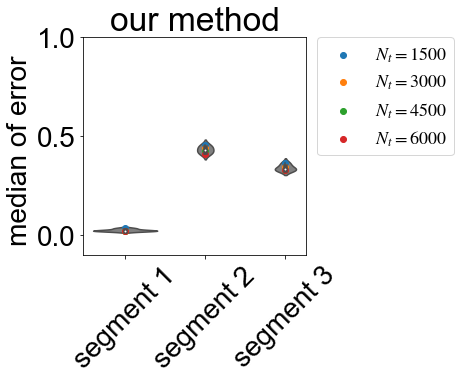 our method
median of error
1.0
0.5
0.0
segment 1
segment 2
segment 3
N_t = 1500
N_t = 3000
N_t = 4500
N_t = 6000